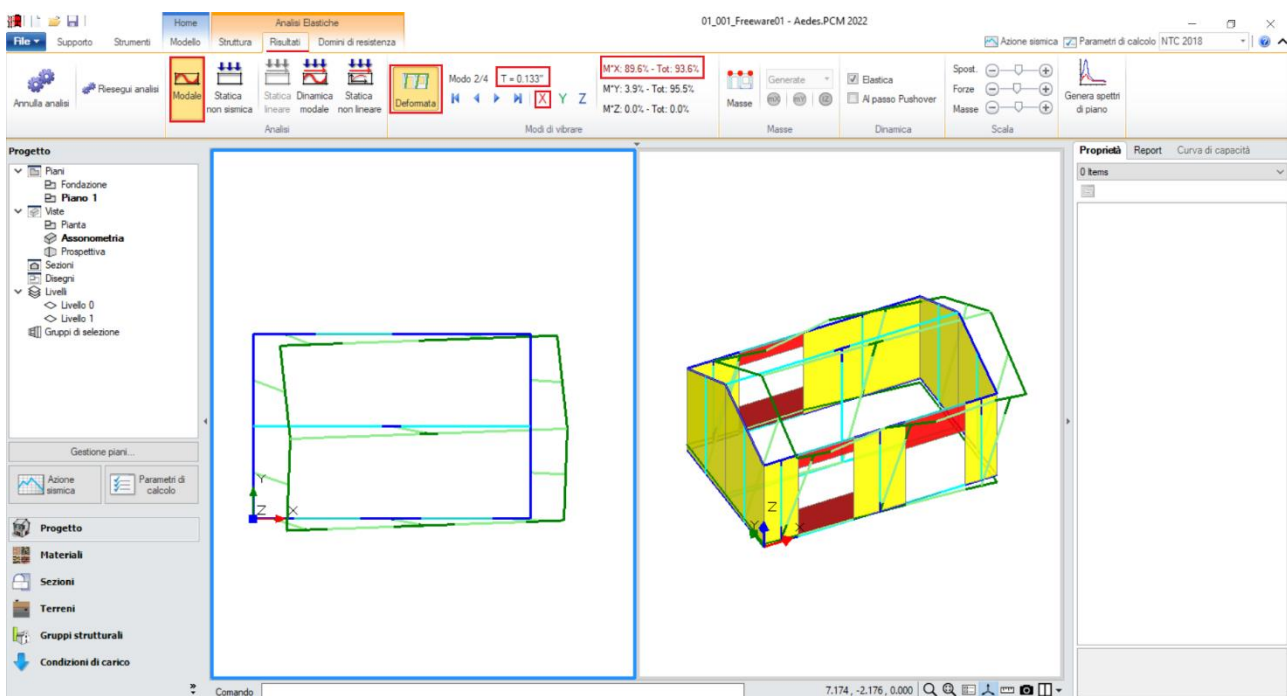 01_001_Freeware01 - Aedes.PCM 2022
Home
Analisi Elastiche
File
Supporto
Strumenti
Modello
Struttura
Risultati
Domini di resistenza
Azione sismica
Parametri di calcolo
NTC 2018
Annulla analisi
Riesegui analisi
Modale
Statica non sismica
Statica lineare
Dinamica modale
Statica non lineare
Analisi
Deformata
Modo 2/4
T = 0.133"
X Y Z
M*X: 89.6% - Tot: 93.6%
M*Y: 3.9% - Tot: 95.5%
M*Z: 0.0% - Tot: 0.0%
Modi di vibrare
Masse
Generate
Masse
Elastica
Al passo Pushover
Dinamica
Spost.
Forze
Masse
Scala
Genera spettri di piano
Progetto
Piani
Fondazione
Piano 1
Viste
Pianta
Assonometria
Prospettiva
Sezioni
Disegni
Livelli
Livello 0
Livello 1
Gruppi di selezione
Gestione piani...
Azione sismica
Parametri di calcolo
Progetto
Materiali
Sezioni
Terreni
Gruppi strutturali
Condizioni di carico
Y
Z X
Z
Y X
Proprietà
Report
Curva di capacità
0 Items
Comando
7.174 , -2.176, 0.000